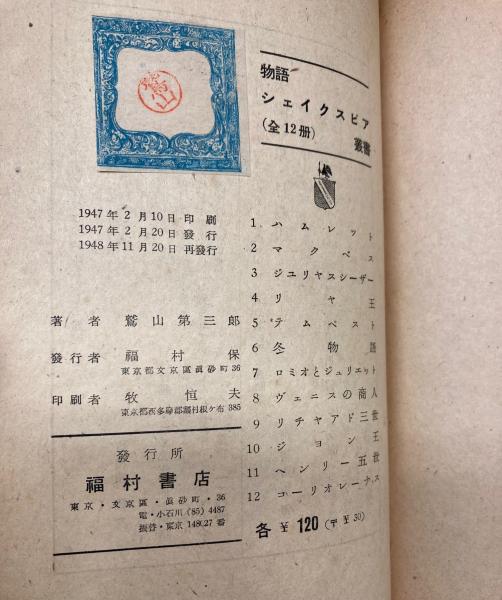 鷲山
1947年 2月10日 印刷
1947年 2月20日 發行
1948年11月20日 再發行
著者 鷲山第三郎
發行者 福村保
東京都文京區眞砂町36
印刷者 牧恒夫
東京都西多摩郡霞村根ケ布385
發行所
福村書店
東京・文京區・眞砂町・36
電・小石川(85)4487
振替・東京148027番
物語
シェイクスピア
(全12册) 叢書
1 ハムレット
2 マクベス
3 ジユリヤスシーザー
4 リヤ王
5 テムペスト
6 冬物語
7 ロミオとジュリエット
8 ヴェニスの商人
9 リチヤアド三世
10 ジョン王
11 ヘンリー五世
12 コーリオレーナス
各¥120(〒¥30)